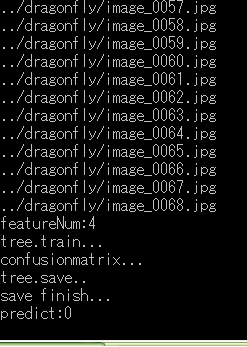 ../dragonfly/image_0057.jpg
../dragonfly/image_0058.jpg
../dragonfly/image_0059.jpg
../dragonfly/image_0060.jpg
../dragonfly/image_0061.jpg
../dragonfly/image_0062.jpg
../dragonfly/image_0063.jpg
../dragonfly/image_0064.jpg
../dragonfly/image_0065.jpg
../dragonfly/image_0066.jpg
../dragonfly/image_0067.jpg
../dragonfly/image_0068.jpg
featureNum:4
tree.train...
confusionmatrix...
tree.save..
save finish...
predict:0